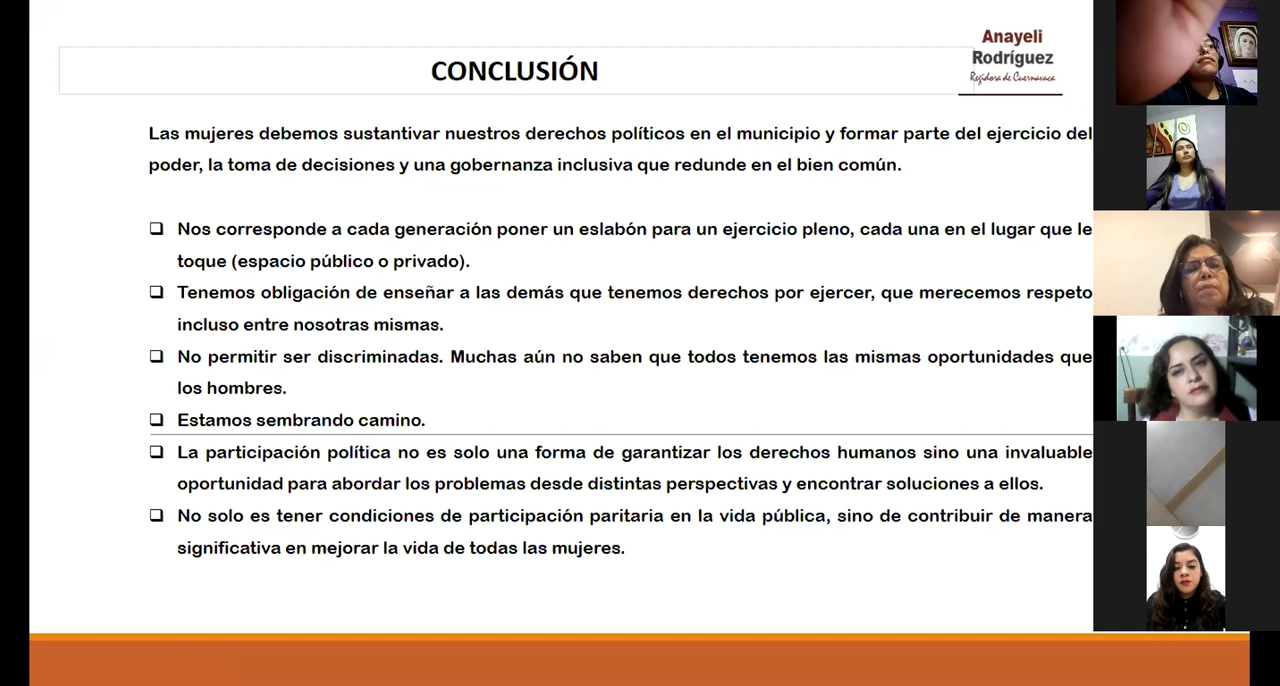 Anayeli
Rodríguez
Regidora de Cuernavaca
CONCLUSIÓN
Las mujeres debemos sustantivar nuestros derechos políticos en el municipio y formar parte del ejercicio del
poder, la toma de decisiones y una gobernanza inclusiva que redunde en el bien común.
❑ Nos corresponde a cada generación poner un eslabón para un ejercicio pleno, cada una en el lugar que le
toque (espacio público o privado).
❑ Tenemos obligación de enseñar a las demás que tenemos derechos por ejercer, que merecemos respeto
incluso entre nosotras mismas.
❑ No permitir ser discriminadas. Muchas aún no saben que todos tenemos las mismas oportunidades que
los hombres.
❑ Estamos sembrando camino.
❑ La participación política no es solo una forma de garantizar los derechos humanos sino una invaluable
oportunidad para abordar los problemas desde distintas perspectivas y encontrar soluciones a ellos.
❑ No solo es tener condiciones de participación paritaria en la vida pública, sino de contribuir de manera
significativa en mejorar la vida de todas las mujeres.